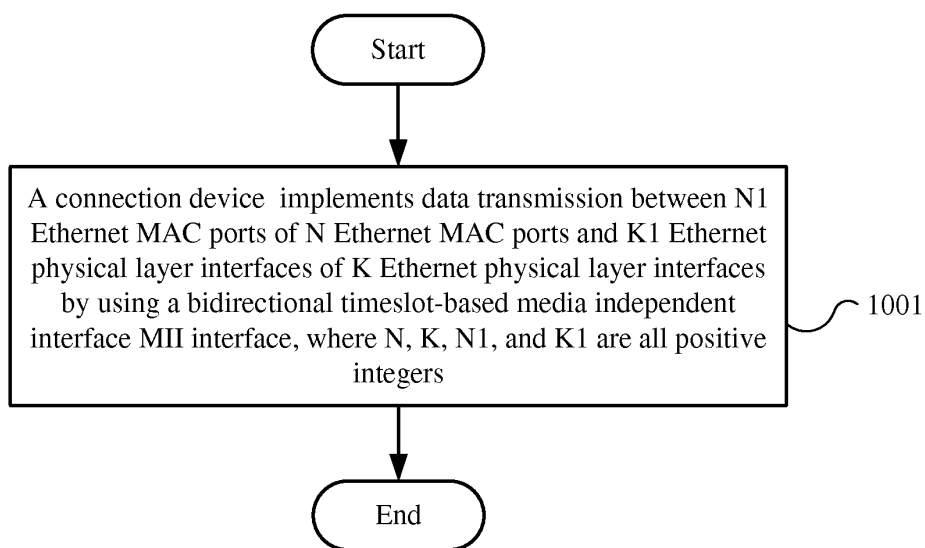 Start
A connection device implements data transmission between N1
Ethernet MAC ports of N Ethernet MAC ports and K1 Ethernet
physical layer interfaces of K Ethernet physical layer interfaces
by using a bidirectional timeslot-based media independent
interface MII interface, where N, K, N1, and K1 are all positive
integers
1001
End